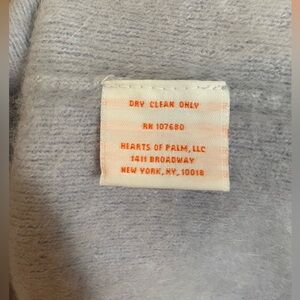 DRY CLEAN ONLY
RN 107680
HEARTS OF PALM, LLC
1411 BROADWAY
NEW YORK, NY, 10018